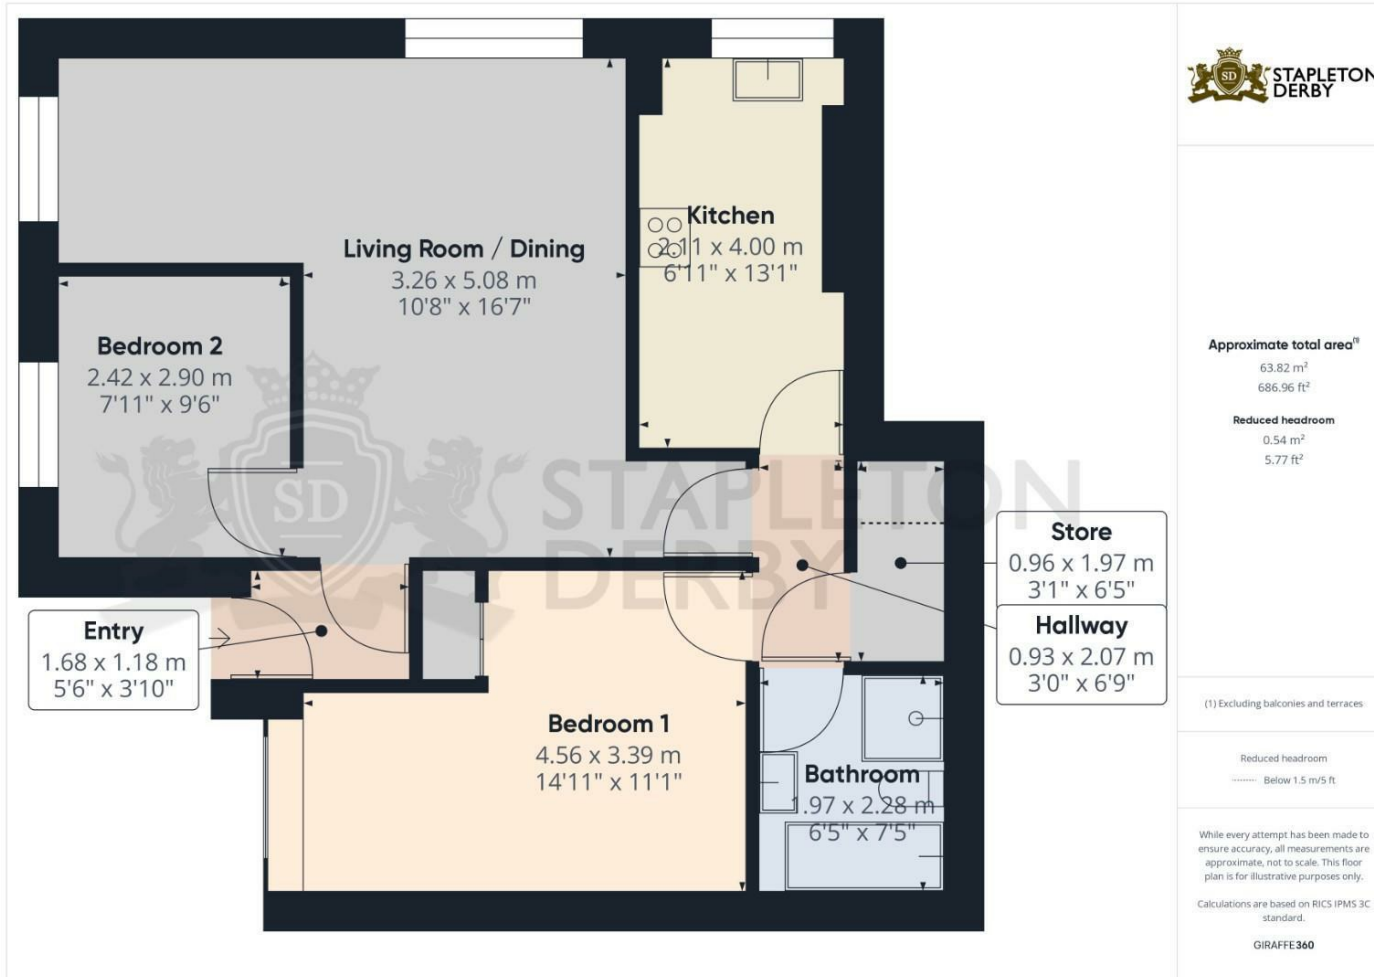 Living Room / Dining
3.26 x 5.08 m
10'8" x 16'7"
Kitchen
2.11 x 4.00 m
6'11" x 13'1"
Bedroom 2
2.42 x 2.90 m
7'11" x 9'6"
SD
STAPLETON
DERBY
Store
0.96 x 1.97 m
3'1" x 6'5"
Hallway
0.93 x 2.07 m
3'0" x 6'9"
Entry
1.68 x 1.18 m
5'6" x 3'10"
Bedroom 1
4.56 x 3.39 m
14'11" x 11'1"
Bathroom
1.97 x 2.28 m
6'5" x 7'5"
SD
STAPLETON
DERBY
Approximate total area⁽¹⁾
63.82 m²
686.96 ft²
Reduced headroom
0.54 m²
5.77 ft²
(1) Excluding balconies and terraces
Reduced headroom
Below 1.5 m/5 ft
While every attempt has been made to
ensure accuracy, all measurements are
approximate, not to scale. This floor
plan is for illustrative purposes only.
Calculations are based on RICS IPMS 3C
standard.
GIRAFFE360